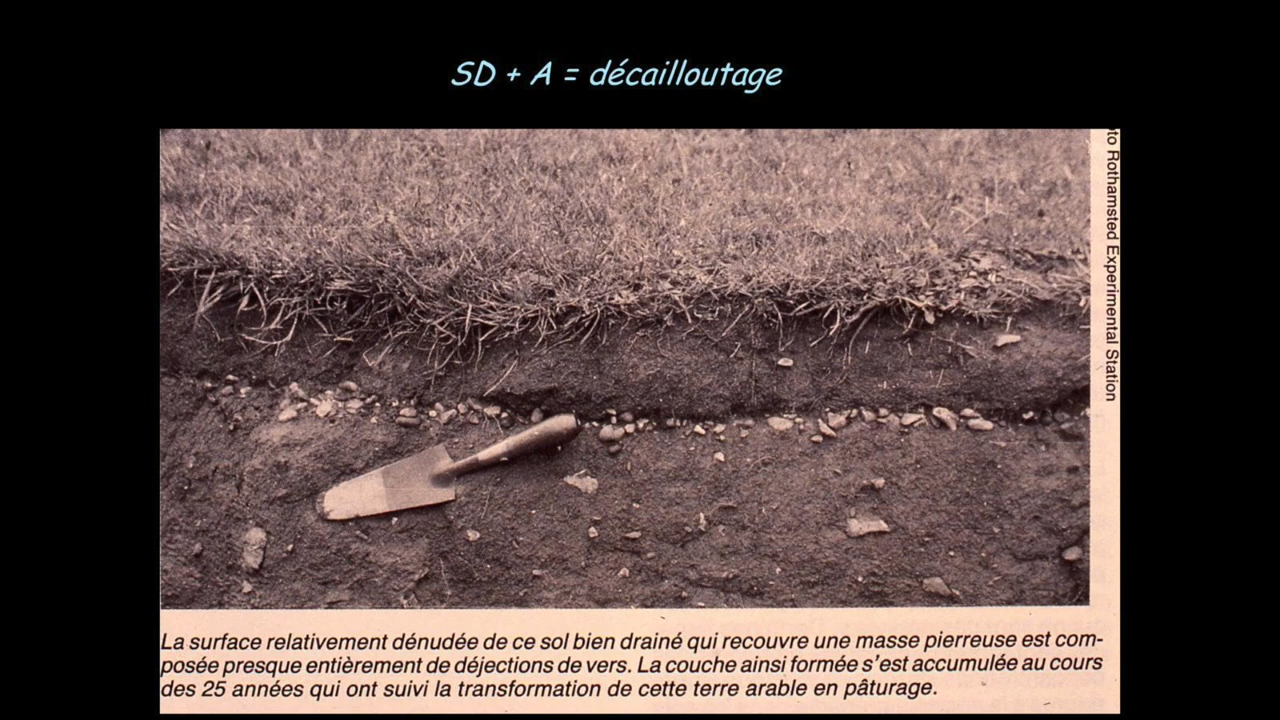 SD + A = décailloutage
to Rothamsted Experimental Station
La surface relativement dénudée de ce sol bien drainé qui recouvre une masse pierreuse est com-
posée presque entièrement de déjections de vers. La couche ainsi formée s'est accumulée au cours
des 25 années qui ont suivi la transformation de cette terre arable en pâturage.